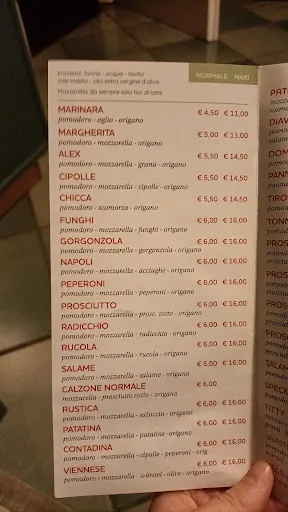 Impasto: farina - acqua - lievito
olio extra vergine d'oliva
Mozzarella: da sempre solo fior di latte
NORMALE MAXI
MARINARA € 4,50 € 11,00
pomodoro - aglio - origano
MARGHERITA € 5,00 € 13,00
pomodoro - mozzarella - origano
ALEX € 5,50 € 14,50
pomodoro - mozzarella - grana - origano
CIPOLLE € 5,50 € 14,50
pomodoro - mozzarella - cipolle - origano
CHICCA € 5,50 € 14,50
pomodoro - scamorza - origano
FUNGHI € 6,00 € 16,00
pomodoro - mozzarella - funghi - origano
GORGONZOLA € 6,00 € 16,00
pomodoro - mozzarella - gorgonzola - origano
NAPOLI € 6,00 € 16,00
pomodoro - mozzarella - acciughe - origano
PEPERONI € 6,00 € 16,00
pomodoro - mozzarella - peperoni - origano
PROSCIUTTO € 6,00 € 16,00
pomodoro - mozzarella - prosc. cotto - origano
RADICCHIO € 6,00 € 16,00
pomodoro - mozzarella - radicchio - origano
RUCOLA € 6,00 € 16,00
pomodoro - mozzarella - rucola - origano
SALAME € 6,00 € 16,00
pomodoro - mozzarella - salame - origano
CALZONE NORMALE € 6,00
mozzarella - prosciutto cotto - origano
RUSTICA € 6,00 € 16,00
pomodoro - mozzarella - salsiccia - origano
PATATINA € 6,00 € 16,00
pomodoro - mozzarella - patatine - origano
CONTADINA € 6,00 € 16,00
pomodoro - mozzarella - cipolle - peperoni - orig.
VIENNESE € 6,00 € 16,00
pomodoro - mozzarella - würstel - olive - origano
PAT
DIAV
DOM
PANN
TIRO
TONN
PROS
PROS
PROS
PROS
SALAM
SPECK
TITTY
WÜRST